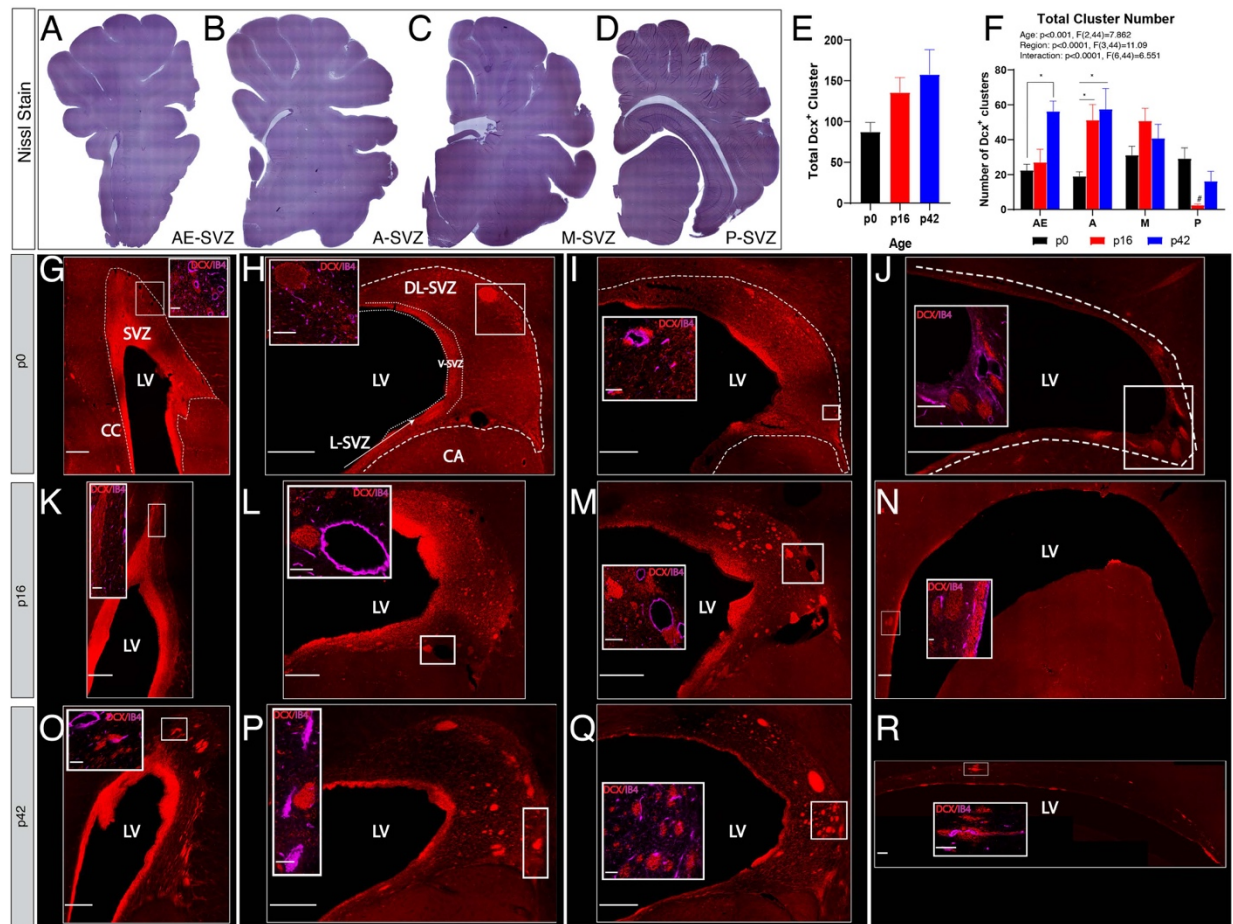 A
B
C
D
Nissl Stain
AE-SVZ
A-SVZ
M-SVZ
P-SVZ
E
200
150
100
50
0
Total Dcx⁺ Cluster
p0 p16 p42
Age
F
Total Cluster Number
Age: p<0.001, F(2,44)=7.862
Region: p<0.0001, F(3,44)=11.09
Interaction: p<0.0001, F(6,44)=6.551
Number of Dcx⁺ clusters
80
60
40
20
0
*
*
*
#
AE A M P
p0 p16 p42
p0
G
DCX/IB4
SVZ
LV
CC
H
DCX/IB4
DL-SVZ
V-SVZ
LV
L-SVZ
CA
I
DCX/IB4
LV
J
DCX/IB4
LV
p16
K
DCX/IB4
LV
L
DCX/IB4
LV
M
DCX/IB4
LV
N
LV
DCX/IB4
p42
O
DCX/IB4
LV
P
DCX/IB4
LV
Q
LV
DCX/IB4
R
DCX/IB4
LV